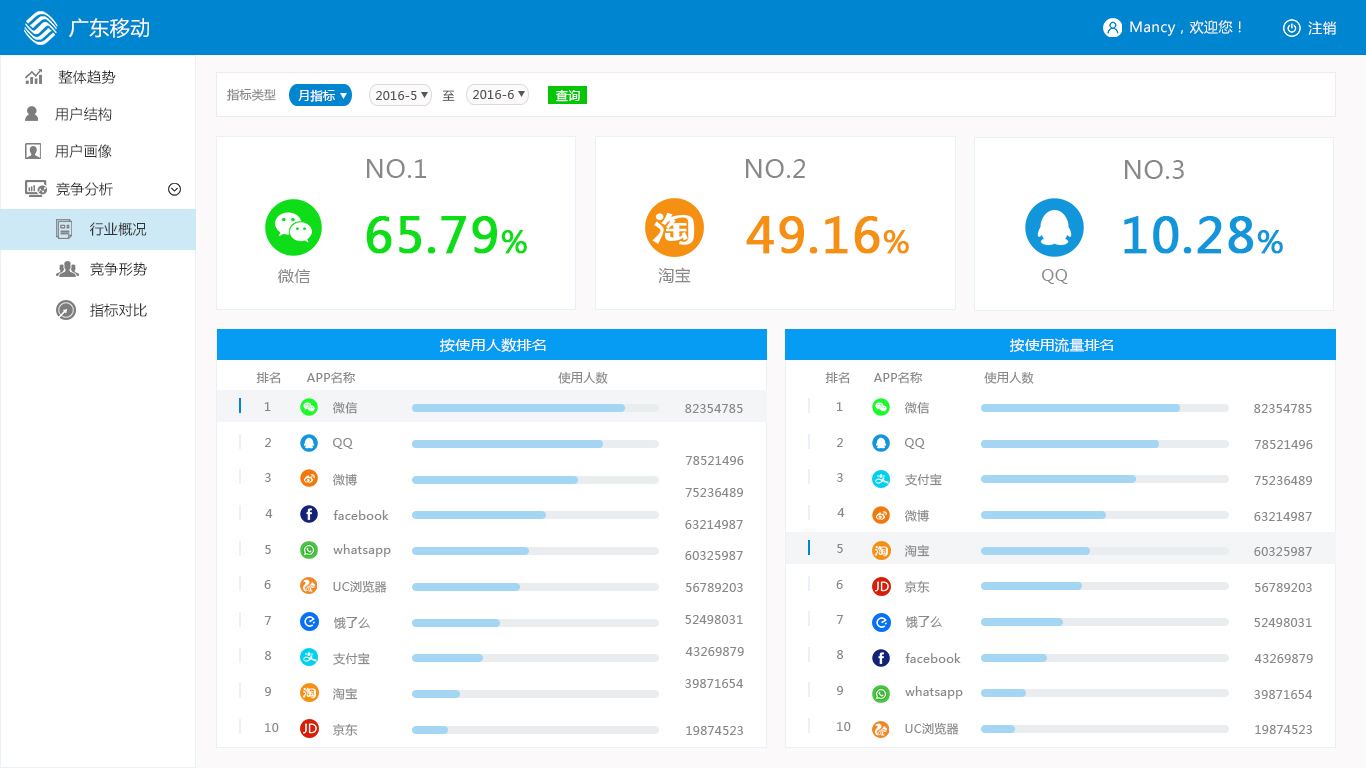 广东移动
Mancy，欢迎您！ 注销
整体趋势
用户结构
用户画像
竞争分析
行业概况
竞争形势
指标对比
指标类型 月指标 2016-5 至 2016-6 查询
NO.1
微信
65.79%
NO.2
淘
淘宝
49.16%
NO.3
QQ
10.28%
按使用人数排名
排名 APP名称 使用人数
1 微信 82354785
2 QQ 78521496
3 微博 75236489
4 facebook 63214987
5 whatsapp 60325987
6 UC浏览器 56789203
7 饿了么 52498031
8 支付宝 43269879
9 淘 淘宝 39871654
10 JD 京东 19874523
按使用流量排名
排名 APP名称 使用人数
1 微信 82354785
2 QQ 78521496
3 支付宝 75236489
4 微博 63214987
5 淘 淘宝 60325987
6 JD 京东 56789203
7 饿了么 52498031
8 facebook 43269879
9 whatsapp 39871654
10 UC浏览器 19874523